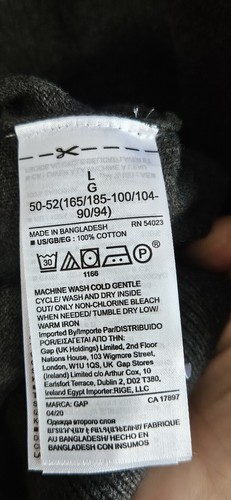 L
G
50-52(165/185-100/104-
90/94)
MADE IN BANGLADESH RN 54023
■ US/GB/EG : 100% COTTON
30 P ®
1166
MACHINE WASH COLD GENTLE
CYCLE/ WASH AND DRY INSIDE
OUT/ ONLY NON-CHLORINE BLEACH
WHEN NEEDED/ TUMBLE DRY LOW/
WARM IRON
Imported By/Importe Par/DISTRIBUIDO
POR/ΕΙΣΑΓΕΤΑΙ ΑΠΟ ΤΗΝ:
Gap (UK Holdings) Limited, 2nd Floor
Nations House, 103 Wigmore Street,
London, W1U 1QS, UK Gap Stores
(Ireland) Limited c/o Arthur Cox, 10
Earlsfort Terrace, Dublin 2, D02 T380,
Ireland Egypt Importer:RIGE, LLC
MARCA: GAP CA 17897
04/20
Одежда второго слоя
FABRIQUE
AU BANGLADESH/ HECHO EN
BANGLADESH CON INSUMOS